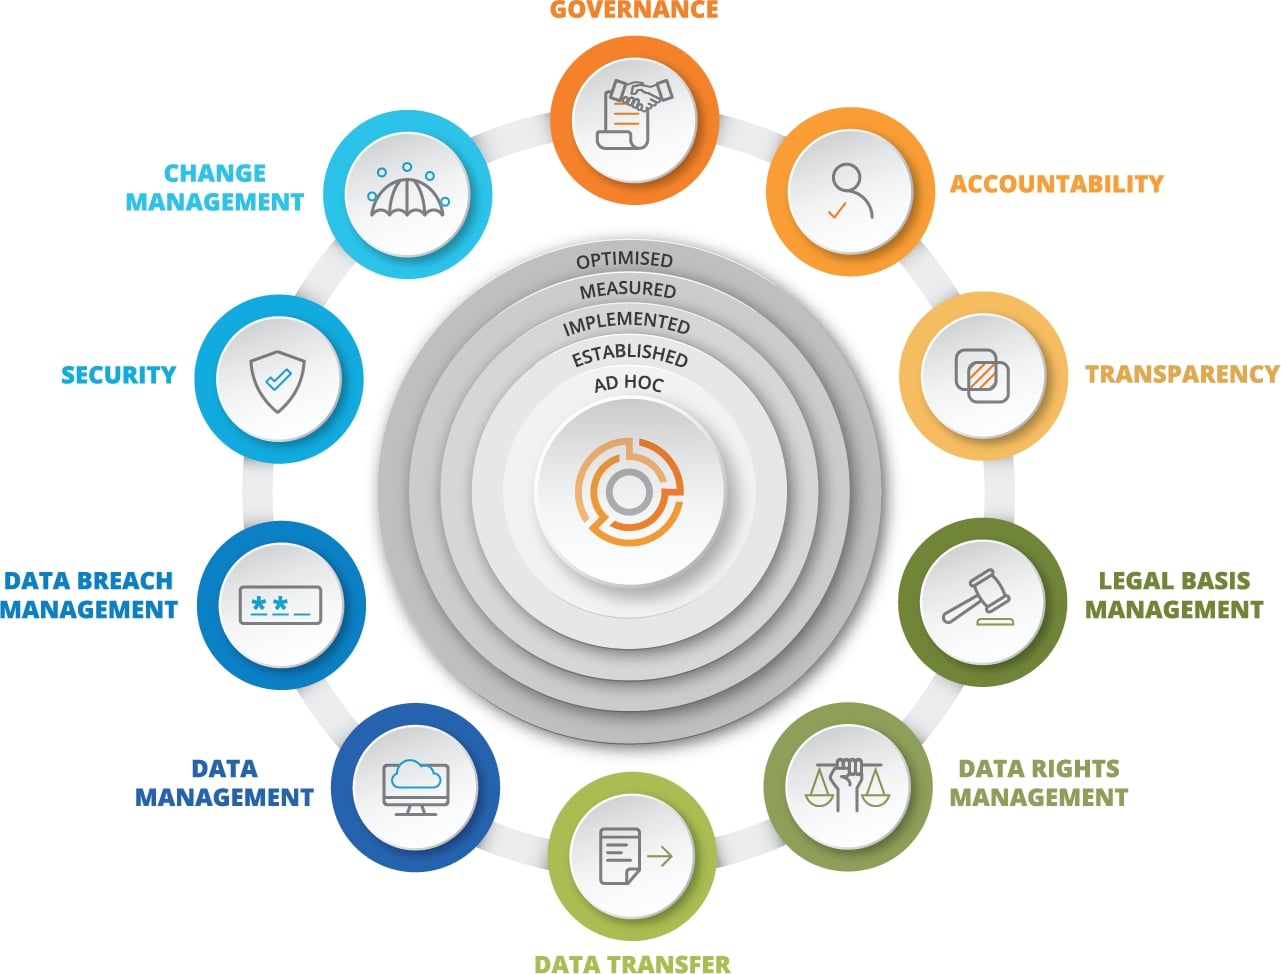 GOVERNANCE
ACCOUNTABILITY
TRANSPARENCY
LEGAL BASIS
MANAGEMENT
DATA RIGHTS
MANAGEMENT
DATA TRANSFER
DATA
MANAGEMENT
DATA BREACH
MANAGEMENT
SECURITY
CHANGE
MANAGEMENT
OPTIMISED
MEASURED
IMPLEMENTED
ESTABLISHED
AD HOC
**_